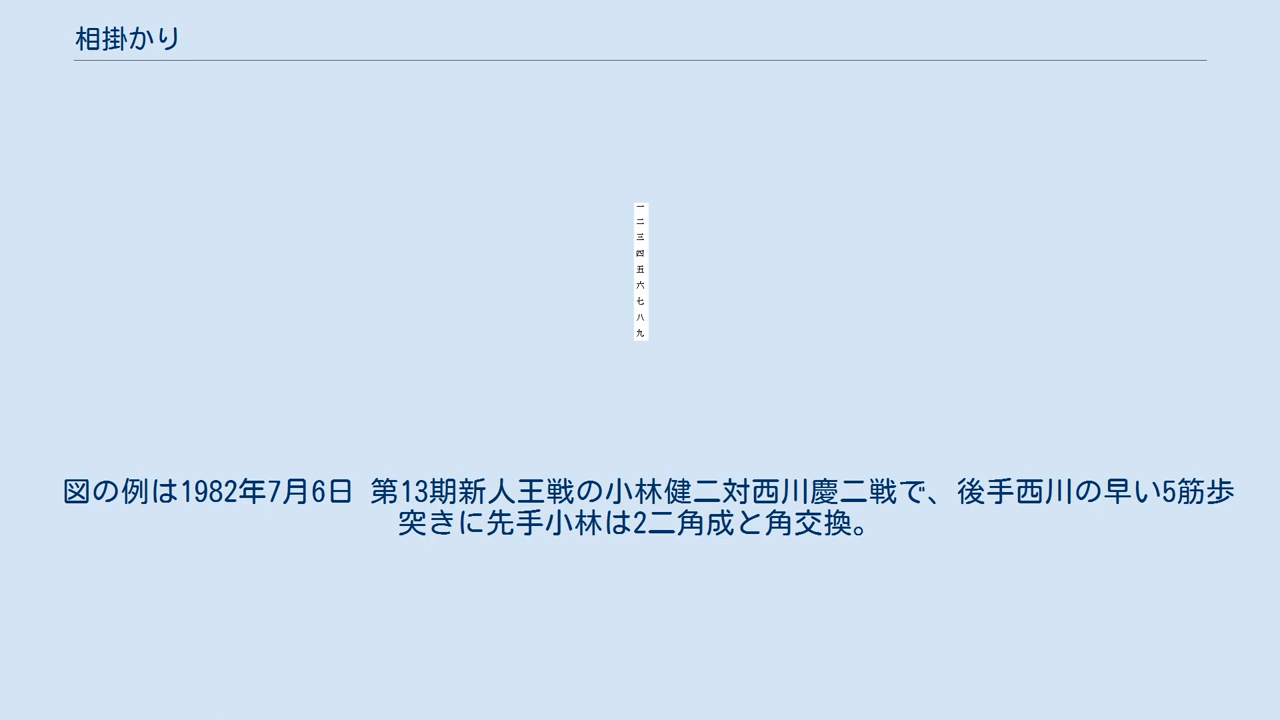 相掛かり
一
二
三
四
五
六
七
八
九
図の例は1982年7月6日 第13期新人王戦の小林健二対西川慶二戦で、後手西川の早い5筋歩
突きに先手小林は2二角成と角交換。